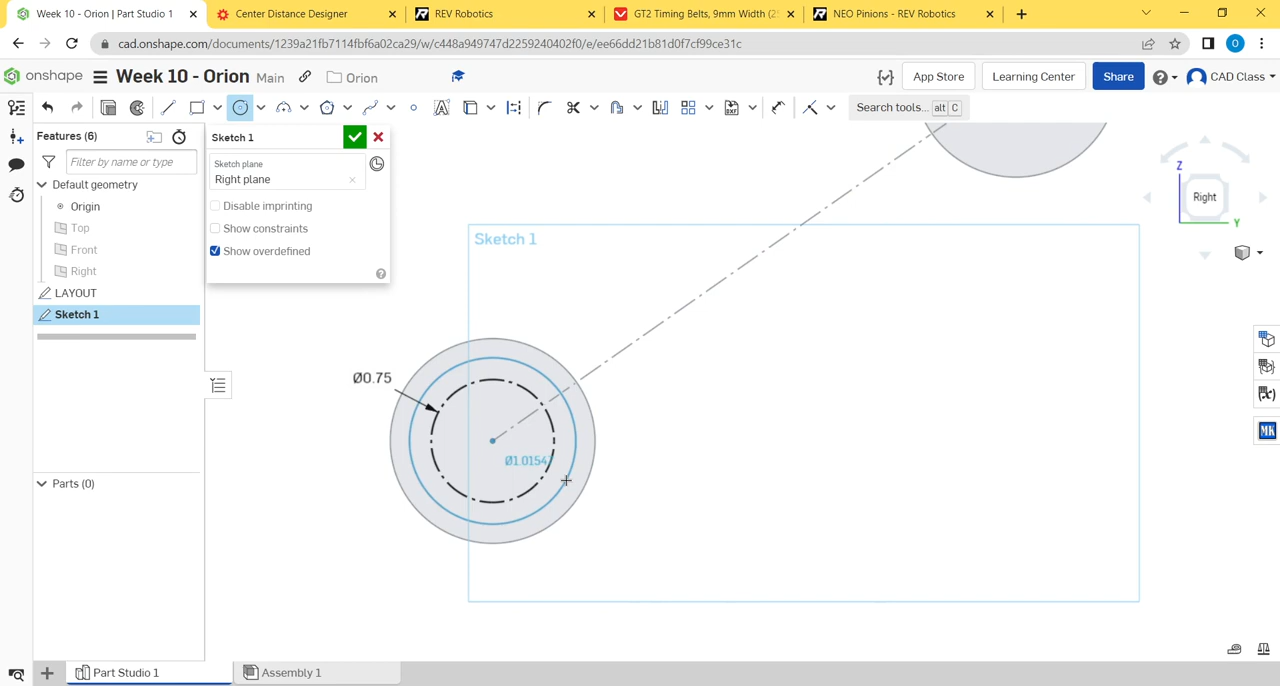 Week 10 - Orion | Part Studio 1
Center Distance Designer
REV Robotics
GT2 Timing Belts, 9mm Width
NEO Pinions - REV Robotics
cad.onshape.com/documents/1239a21fb7114fbf6a02ca29/w/c448a949747d2259240402f0/e/ee66dd21b81d0f7cf99ce31c
O
onshape Week 10 - Orion Main Orion
App Store Learning Center Share CAD Class
Search tools... alt C
Features (6)
Filter by name or type
Default geometry
Origin
Top
Front
Right
LAYOUT
Sketch 1
Parts (0)
Sketch 1
Sketch plane
Right plane
Disable imprinting
Show constraints
Show overdefined
Sketch 1
Ø0.75
Z
Right
Y
MK
Part Studio 1
Assembly 1